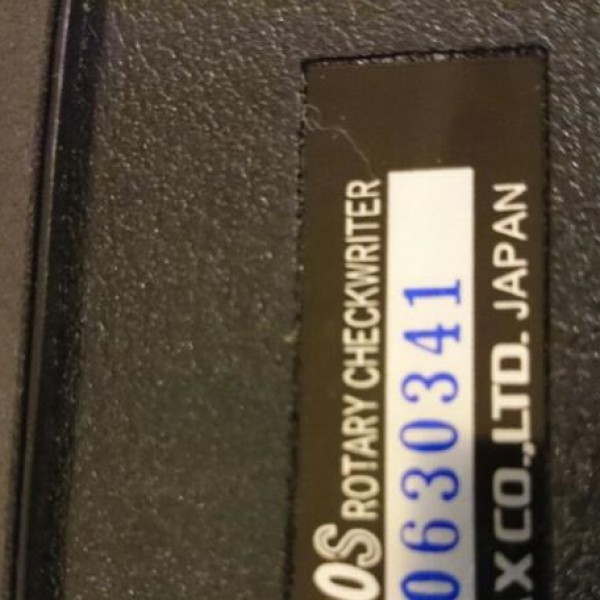 0S ROTARY CHECKWRITER
0630341
X CO.,LTD. JAPAN